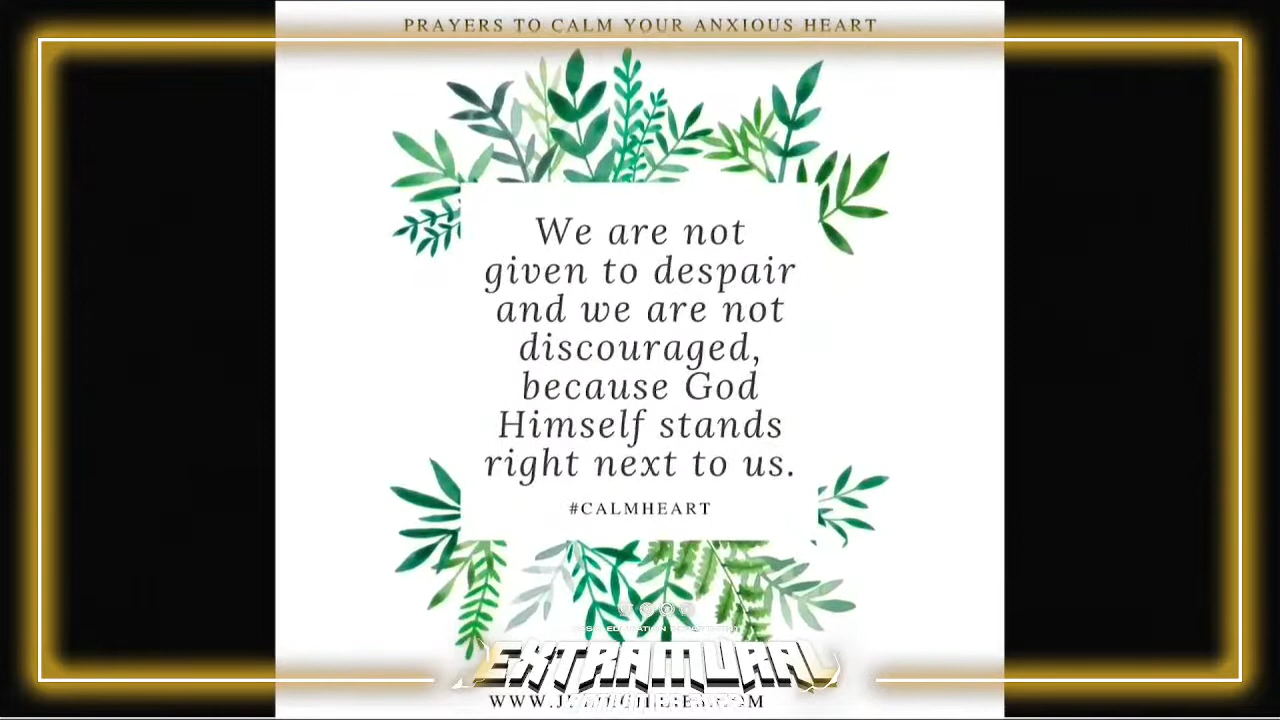 PRAYERS TO CALM YOUR ANXIOUS HEART
We are not
given to despair
and we are not
discouraged,
because God
Himself stands
right next to us.
#CALMHEART
EXTRAMURAL